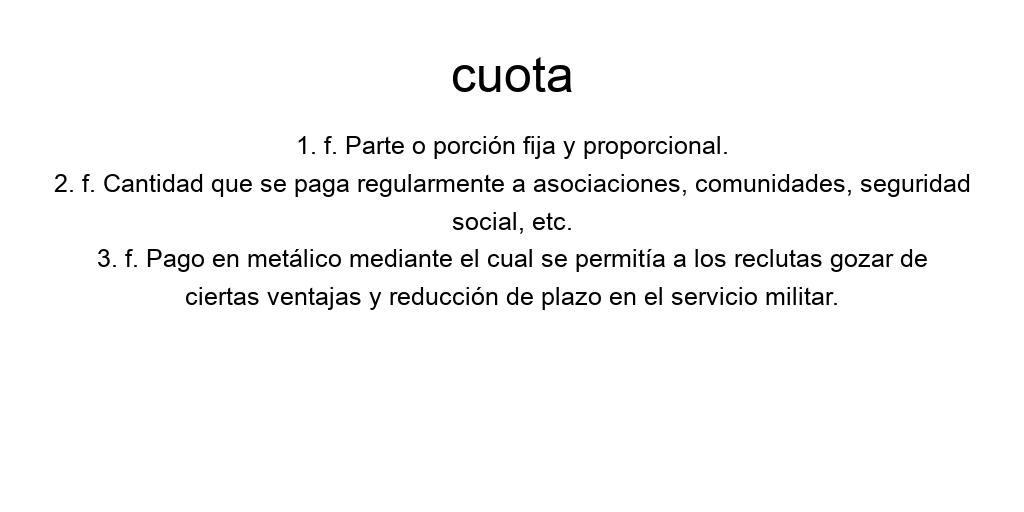 cuota
1. f. Parte o porción fija y proporcional.
2. f. Cantidad que se paga regularmente a asociaciones, comunidades, seguridad
social, etc.
3. f. Pago en metálico mediante el cual se permitía a los reclutas gozar de
ciertas ventajas y reducción de plazo en el servicio militar.